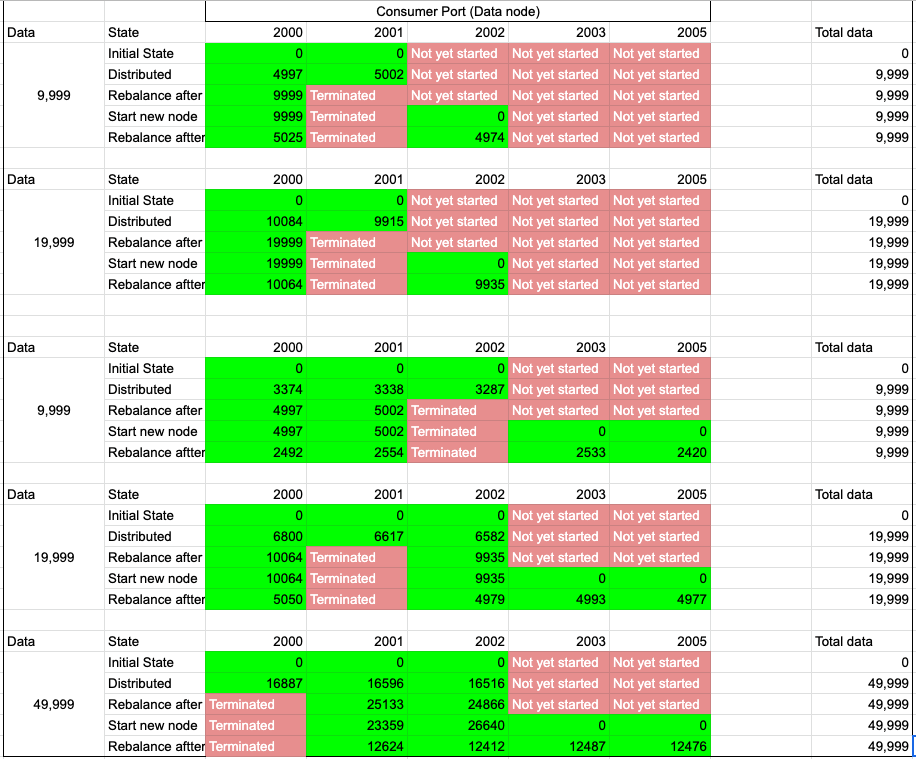 Consumer Port (Data node)
Data State 2000 2001 2002 2003 2005 Total data
Initial State 0 0 Not yet started Not yet started Not yet started 0
Distributed 4997 5002 Not yet started Not yet started Not yet started 9,999
9,999 Rebalance after 9999 Terminated Not yet started Not yet started Not yet started 9,999
Start new node 9999 Terminated 0 Not yet started Not yet started 9,999
Rebalance aftter 5025 Terminated 4974 Not yet started Not yet started 9,999
Data State 2000 2001 2002 2003 2005 Total data
Initial State 0 0 Not yet started Not yet started Not yet started 0
Distributed 10084 9915 Not yet started Not yet started Not yet started 19,999
19,999 Rebalance after 19999 Terminated Not yet started Not yet started Not yet started 19,999
Start new node 19999 Terminated 0 Not yet started Not yet started 19,999
Rebalance aftter 10064 Terminated 9935 Not yet started Not yet started 19,999
Data State 2000 2001 2002 2003 2005 Total data
Initial State 0 0 0 Not yet started Not yet started 0
Distributed 3374 3338 3287 Not yet started Not yet started 9,999
9,999 Rebalance after 4997 5002 Terminated Not yet started Not yet started 9,999
Start new node 4997 5002 Terminated 0 0 9,999
Rebalance aftter 2492 2554 Terminated 2533 2420 9,999
Data State 2000 2001 2002 2003 2005 Total data
Initial State 0 0 0 Not yet started Not yet started 0
Distributed 6800 6617 6582 Not yet started Not yet started 19,999
19,999 Rebalance after 10064 Terminated 9935 Not yet started Not yet started 19,999
Start new node 10064 Terminated 9935 0 0 19,999
Rebalance aftter 5050 Terminated 4979 4993 4977 19,999
Data State 2000 2001 2002 2003 2005 Total data
Initial State 0 0 0 Not yet started Not yet started 0
Distributed 16887 16596 16516 Not yet started Not yet started 49,999
49,999 Rebalance after Terminated 25133 24866 Not yet started Not yet started 49,999
Start new node Terminated 23359 26640 0 0 49,999
Rebalance aftter Terminated 12624 12412 12487 12476 49,999